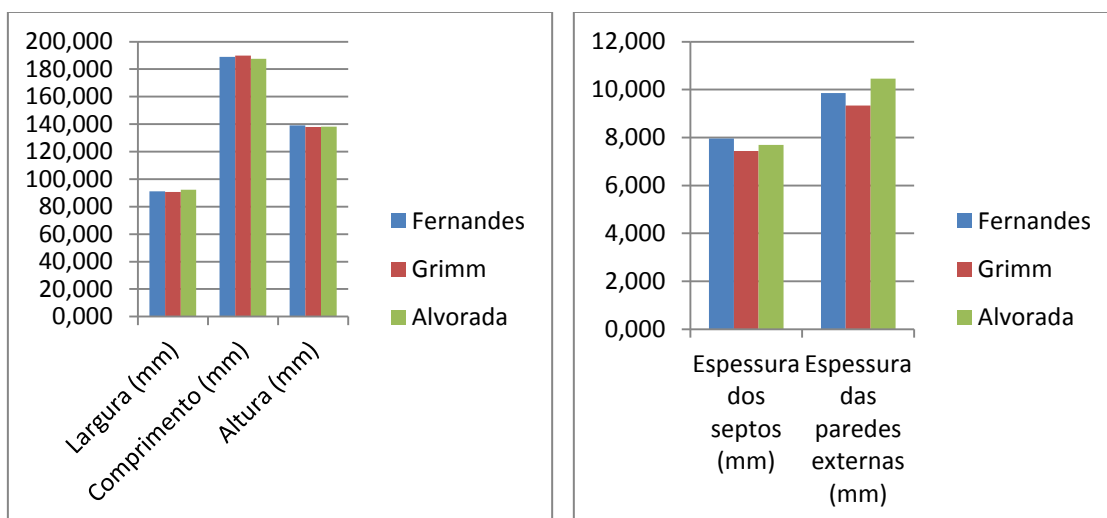 200,000
180,000
160,000
140,000
120,000
100,000
80,000
60,000
40,000
20,000
0,000
Largura (mm)
Comprimento (mm)
Altura (mm)
Fernandes
Grimm
Alvorada
12,000
10,000
8,000
6,000
4,000
2,000
0,000
Espessura
dos
septos
(mm)
Espessura
das
paredes
externas
(mm)
Fernandes
Grimm
Alvorada